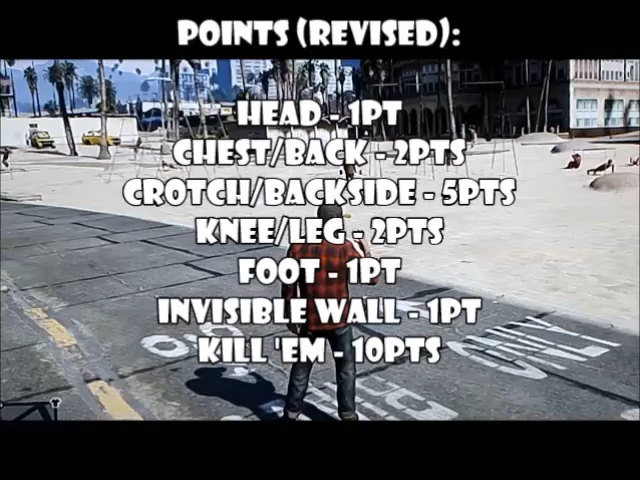 POINTS (REVISED):
HEAD - 1PT
CHEST/BACK - 2PTS
CROTCH/BACKSIDE - 5PTS
KNEE/LEG - 2PTS
FOOT - 1PT
INVISIBLE WALL - 1PT
KILL 'EM - 10PTS
ONLY